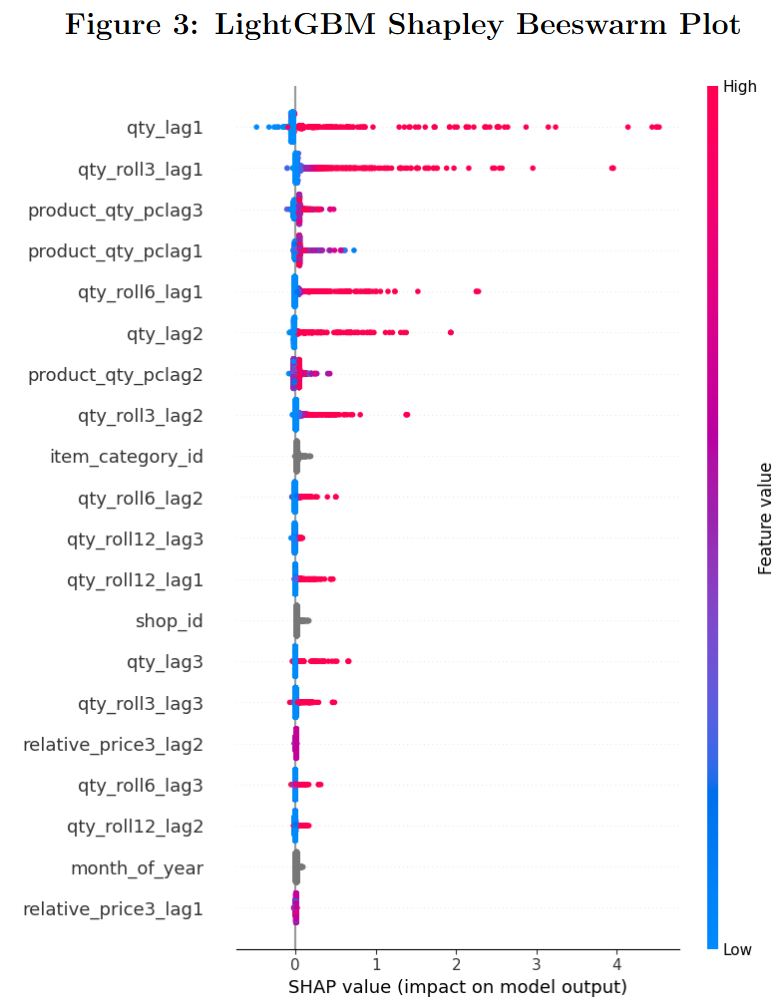 Figure 3: LightGBM Shapley Beeswarm Plot
High
qty_lag1
qty_roll3_lag1
product_qty_pclag3
product_qty_pclag1
qty_roll6_lag1
qty_lag2
product_qty_pclag2
qty_roll3_lag2
item_category_id
qty_roll6_lag2
qty_roll12_lag3
qty_roll12_lag1
shop_id
qty_lag3
qty_roll3_lag3
relative_price3_lag2
qty_roll6_lag3
qty_roll12_lag2
month_of_year
relative_price3_lag1
Feature value
Low
0 1 2 3 4
SHAP value (impact on model output)